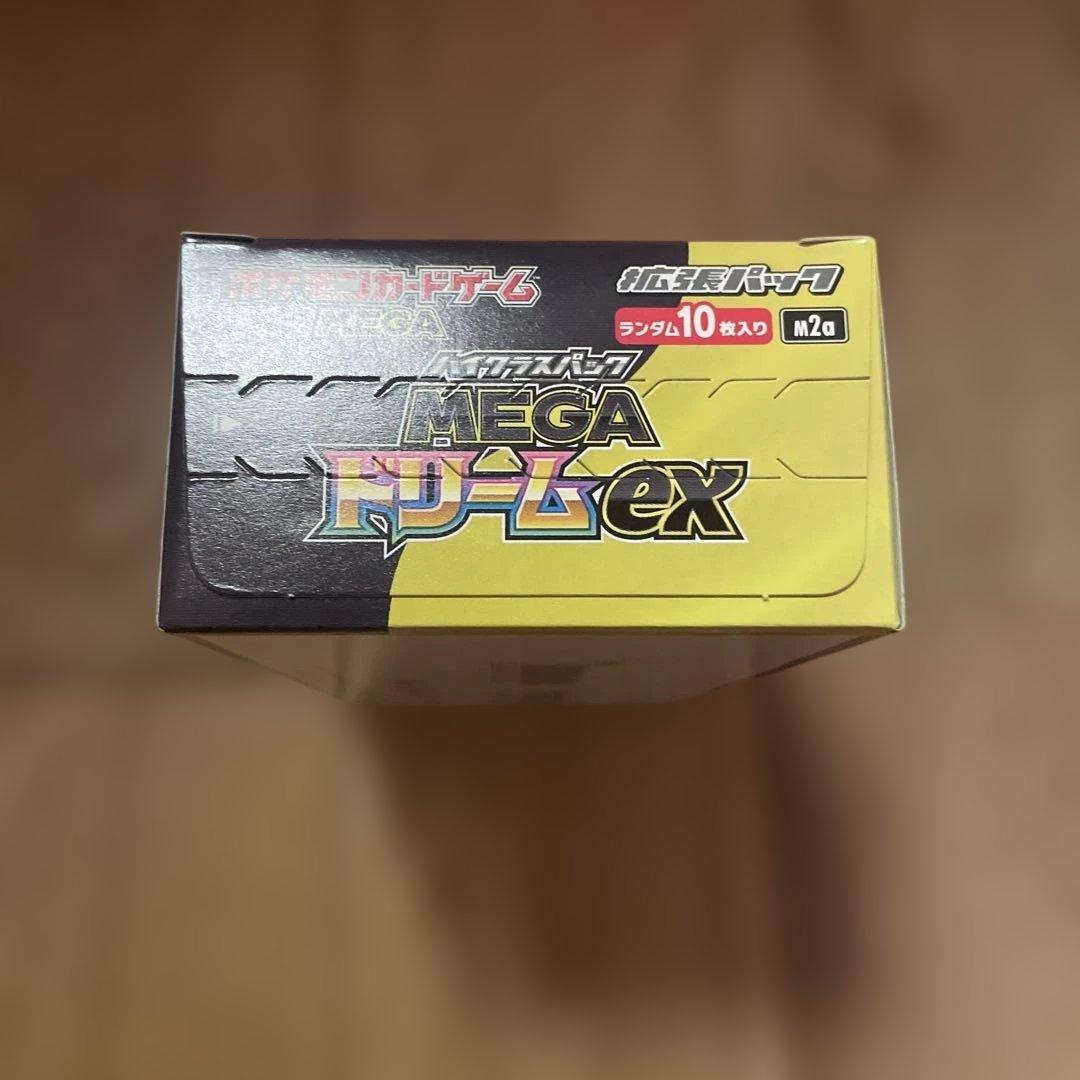 ポケモンカードゲーム™
MEGA
拡張パック
ランダム10枚入り
M2a
ハイクラスパック
MEGA
ドリームex